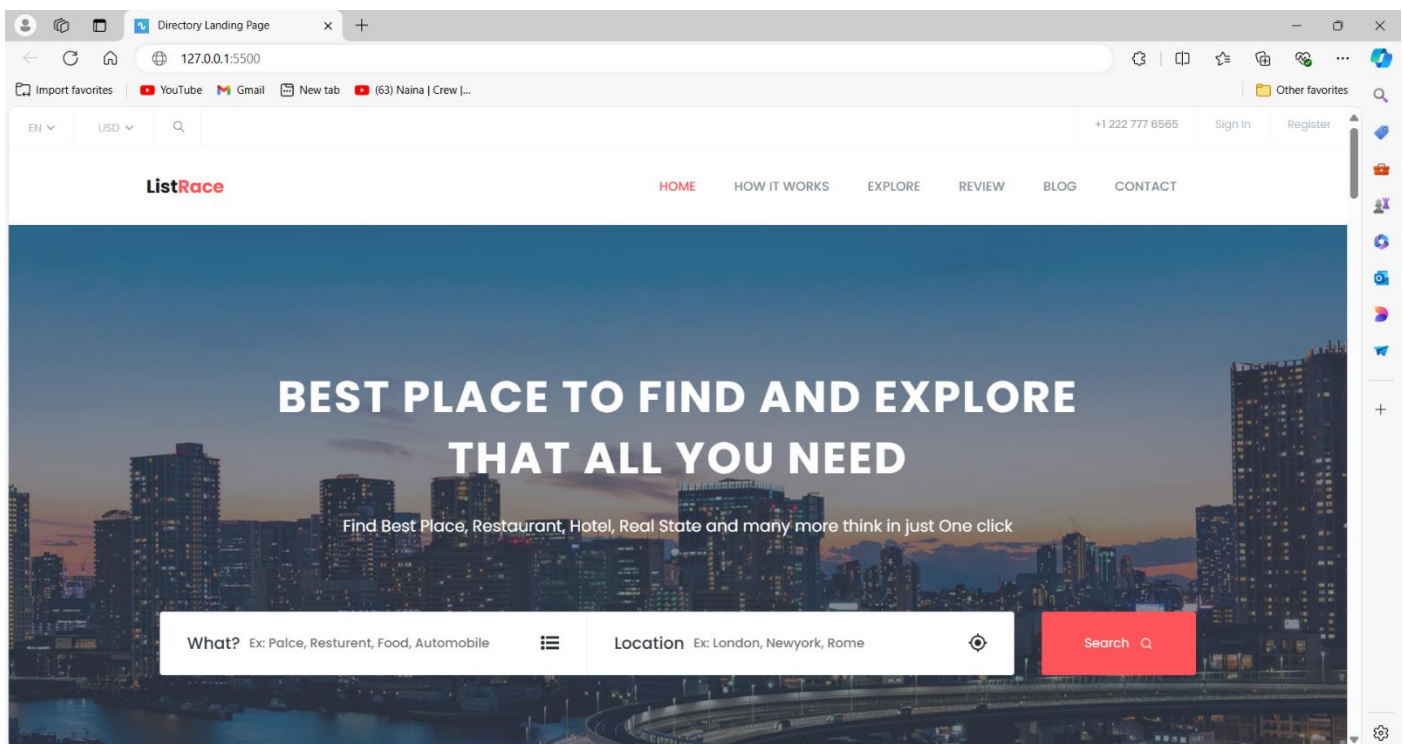 Directory Landing Page
127.0.0.1:5500
Import favorites YouTube Gmail New tab (63) Naina | Crew |... Other favorites
EN USD +1 222 777 6565 Sign In Register
ListRace HOME HOW IT WORKS EXPLORE REVIEW BLOG CONTACT
BEST PLACE TO FIND AND EXPLORE
THAT ALL YOU NEED
Find Best Place, Restaurant, Hotel, Real State and many more think in just One click
What? Ex: Palce, Resturent, Food, Automobile Location Ex: London, Newyork, Rome Search